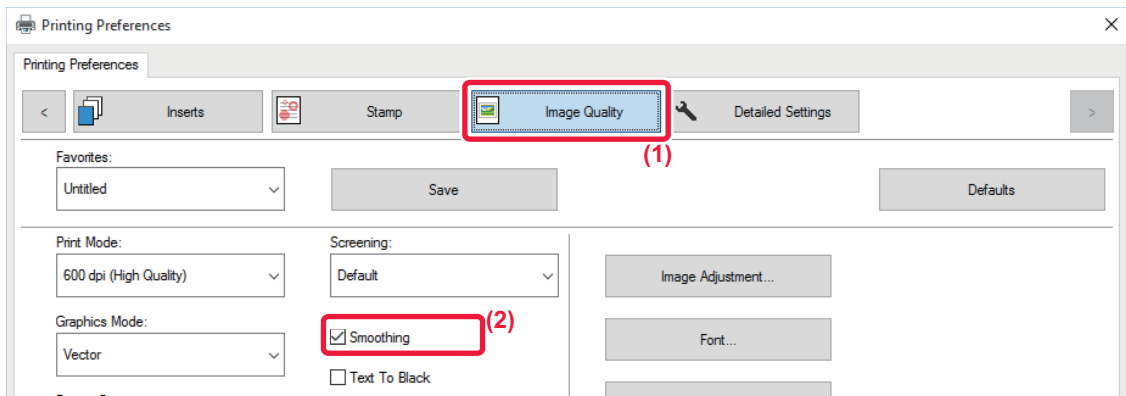 Printing Preferences
Printing Preferences
< Inserts Stamp Image Quality Detailed Settings >
(1)
Favorites:
Untitled Save Defaults
Print Mode: Screening:
600 dpi (High Quality) Default Image Adjustment...
Graphics Mode: (2)
Smoothing Font...
Vector
Text To Black